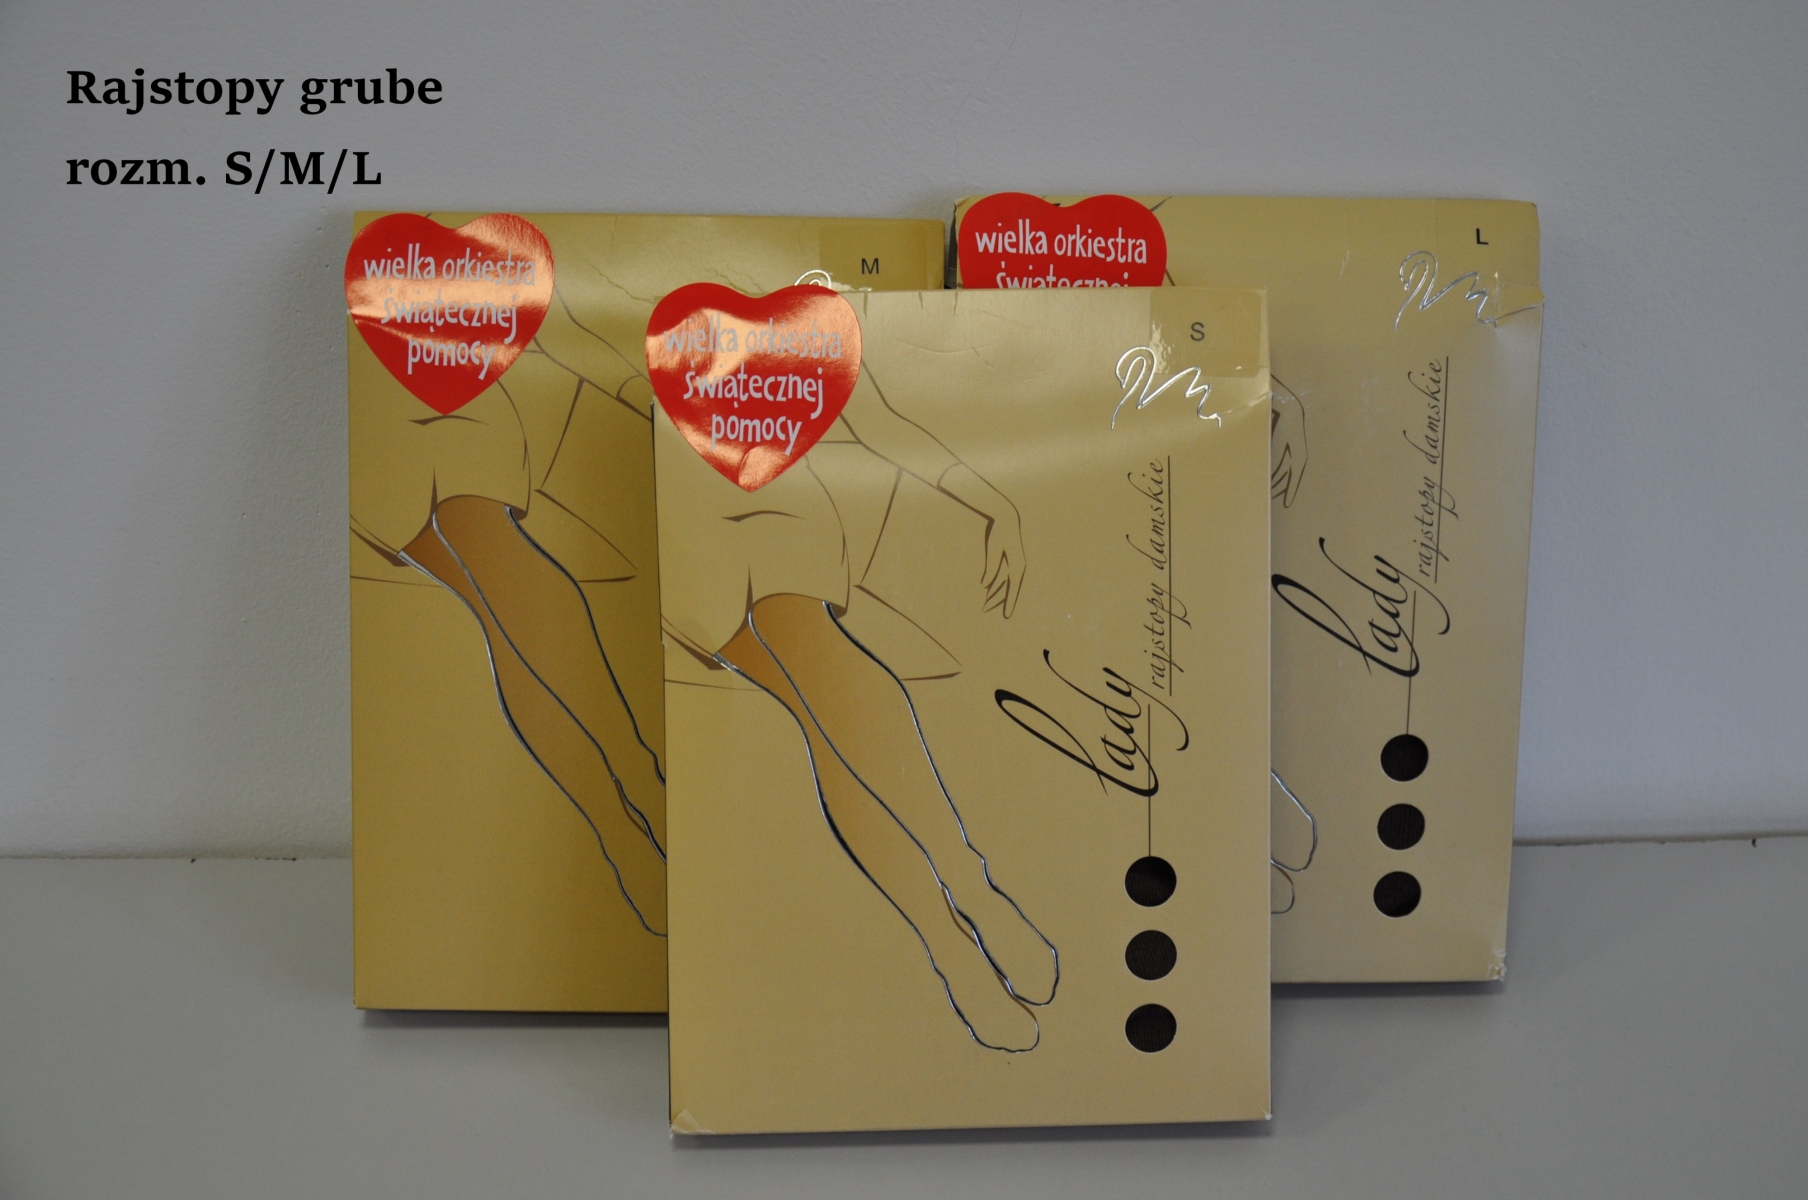 Rajstopy grube
rozm. S/M/L
wielka orkiestra
świątecznej
pomocy
M
wielka orkiestra
świątecznej
pomocy
S
lady
rajstopy damskie
wielka orkiestra
świątecznej
L
lady
rajstopy damskie